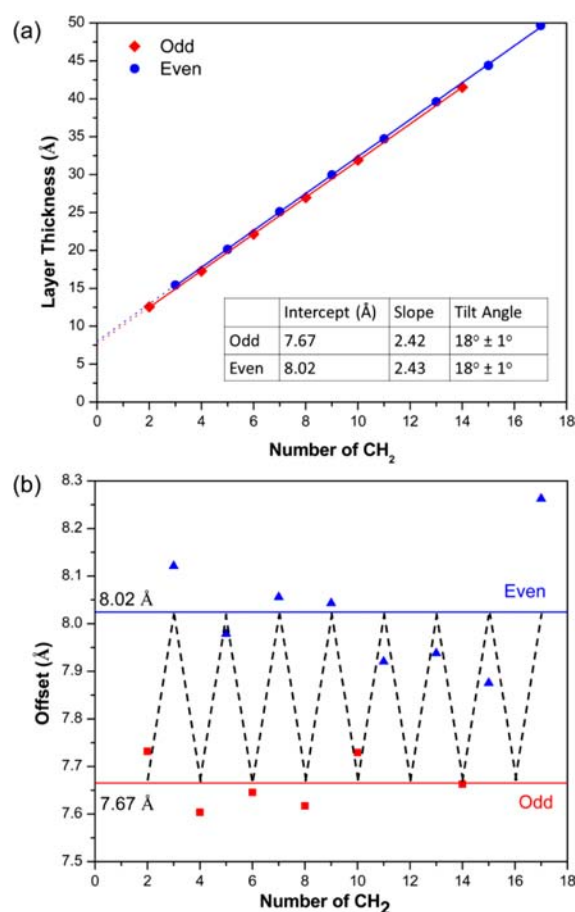 (a)
50
45
40
35
30
25
20
15
10
5
0
Layer Thickness (Å)
Odd
Even
Intercept (Å) Slope Tilt Angle
Odd 7.67 2.42 18° ± 1°
Even 8.02 2.43 18° ± 1°
0 2 4 6 8 10 12 14 16 18
Number of CH₂
(b)
8.3
8.2
8.1
8.0
7.9
7.8
7.7
7.6
7.5
Offset (Å)
8.02 Å
Even
7.67 Å
Odd
0 2 4 6 8 10 12 14 16 18
Number of CH₂